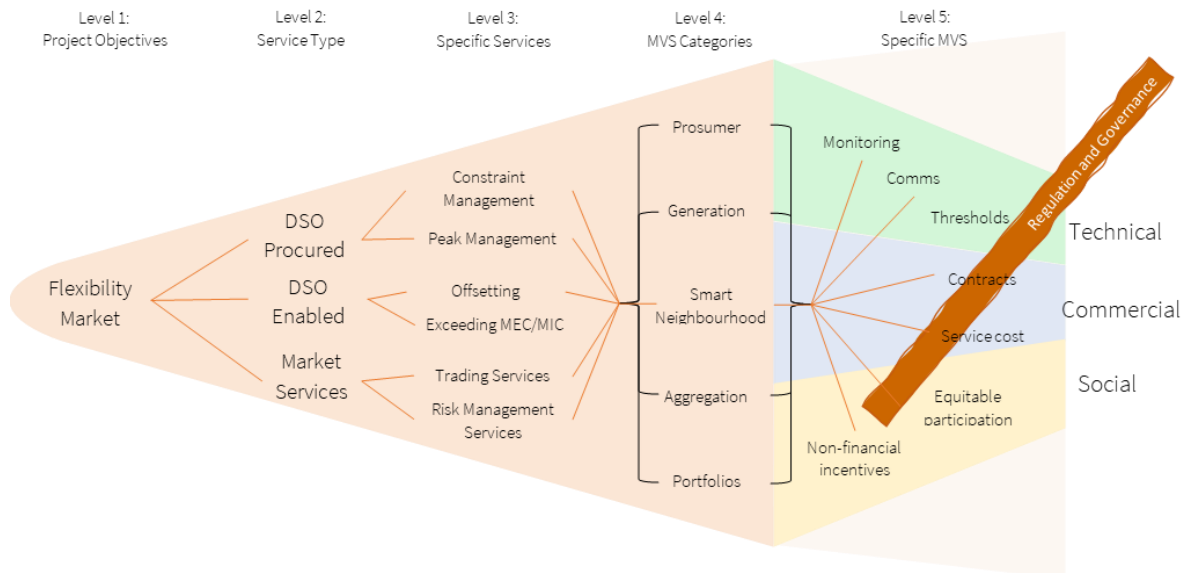 Level 1:
Project Objectives
Level 2:
Service Type
Level 3:
Specific Services
Level 4:
MVS Categories
Level 5:
Specific MVS
Flexibility
Market
DSO
Procured
DSO
Enabled
Market
Services
Constraint
Management
Peak Management
Offsetting
Exceeding MEC/MIC
Trading Services
Risk Management
Services
Prosumer
Generation
Smart
Neighbourhood
Aggregation
Portfolios
Monitoring
Comms
Thresholds
Contracts
Service cost
Equitable
participation
Non-financial
incentives
Regulation and Governance
Technical
Commercial
Social